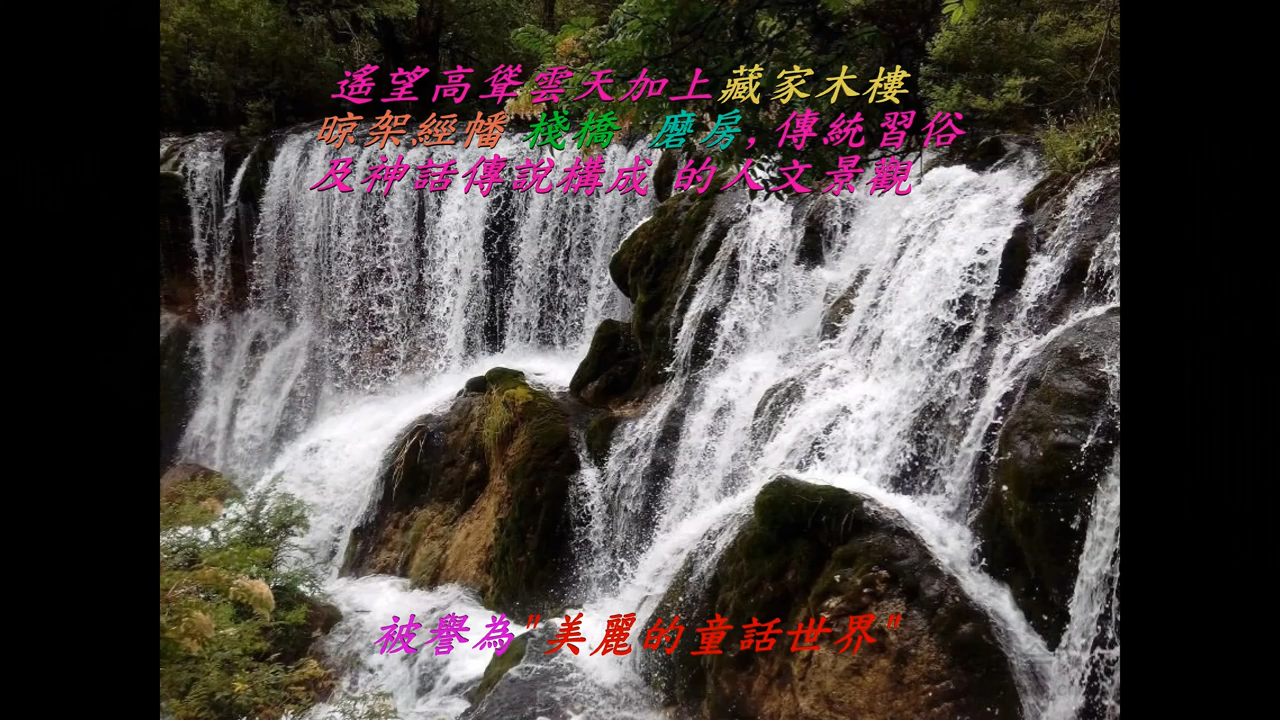 遙望高聳雲天加上藏家木樓
晾架經幡 棧橋 磨房,傳統習俗
及神話傳說構成 的人文景觀
被譽為"美麗的童話世界"